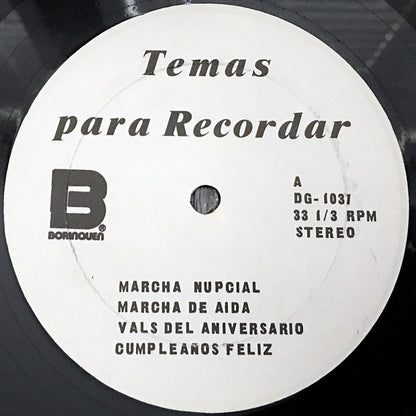 Temas
para Recordar
B
BORINQUEN®
A
DG-1037
33 1/3 RPM
STEREO
MARCHA NUPCIAL
MARCHA DE AIDA
VALS DEL ANIVERSARIO
CUMPLEAÑOS FELIZ